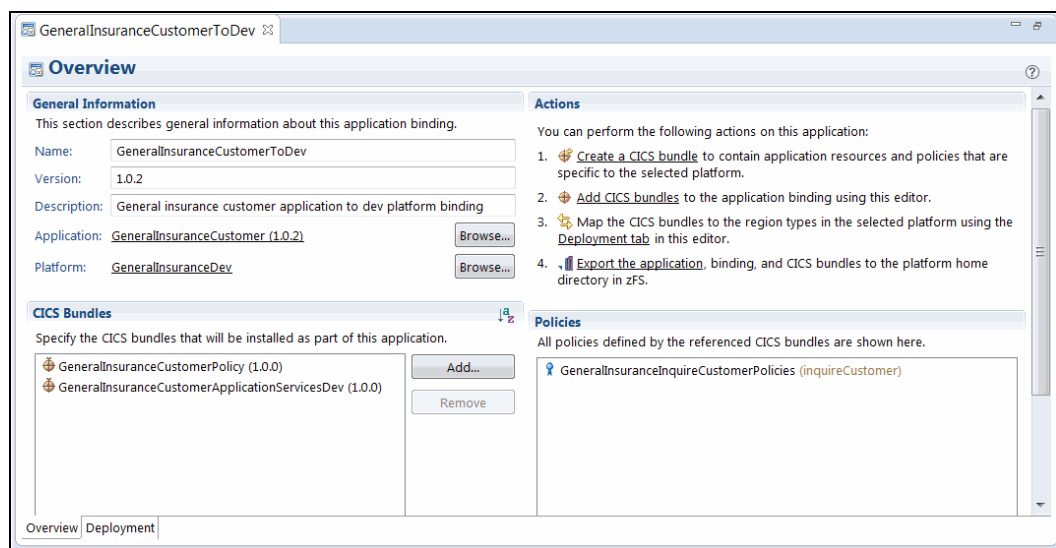 GeneralInsuranceCustomerToDev
Overview
General Information
This section describes general information about this application binding.
Name: GeneralInsuranceCustomerToDev
Version: 1.0.2
Description: General insurance customer application to dev platform binding
Application: GeneralInsuranceCustomer (1.0.2) Browse...
Platform: GeneralInsuranceDev Browse...
CICS Bundles
Specify the CICS bundles that will be installed as part of this application.
GeneralInsuranceCustomerPolicy (1.0.0)
GeneralInsuranceCustomerApplicationServicesDev (1.0.0)
Add...
Remove
Actions
You can perform the following actions on this application:
1. Create a CICS bundle to contain application resources and policies that are
specific to the selected platform.
2. Add CICS bundles to the application binding using this editor.
3. Map the CICS bundles to the region types in the selected platform using the
Deployment tab in this editor.
4. Export the application, binding, and CICS bundles to the platform home
directory in zFS.
Policies
All policies defined by the referenced CICS bundles are shown here.
GeneralInsuranceInquireCustomerPolicies (inquireCustomer)
Overview Deployment